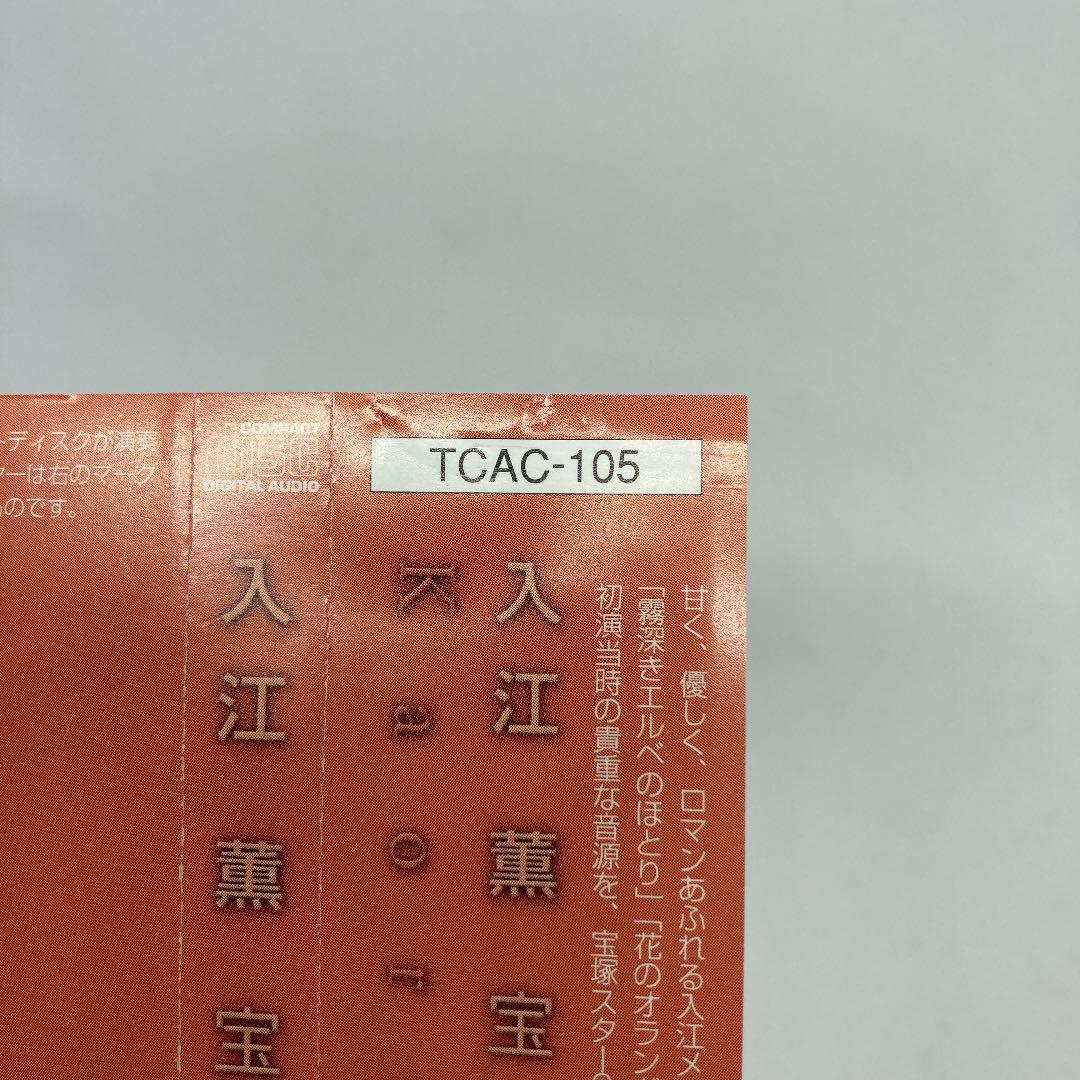 TCAC-105
甘く、優しく、ロマンあふれる入江メ
「霧深きエルベのほとり」「花のオラン
初演当時の貴重な音源を、宝塚スター
入江薫 宝
Kaor
入江薫 宝
COMPACT
DISC
DIGITAL AUDIO
トディスクが演奏
ーは右のマーク
のです。